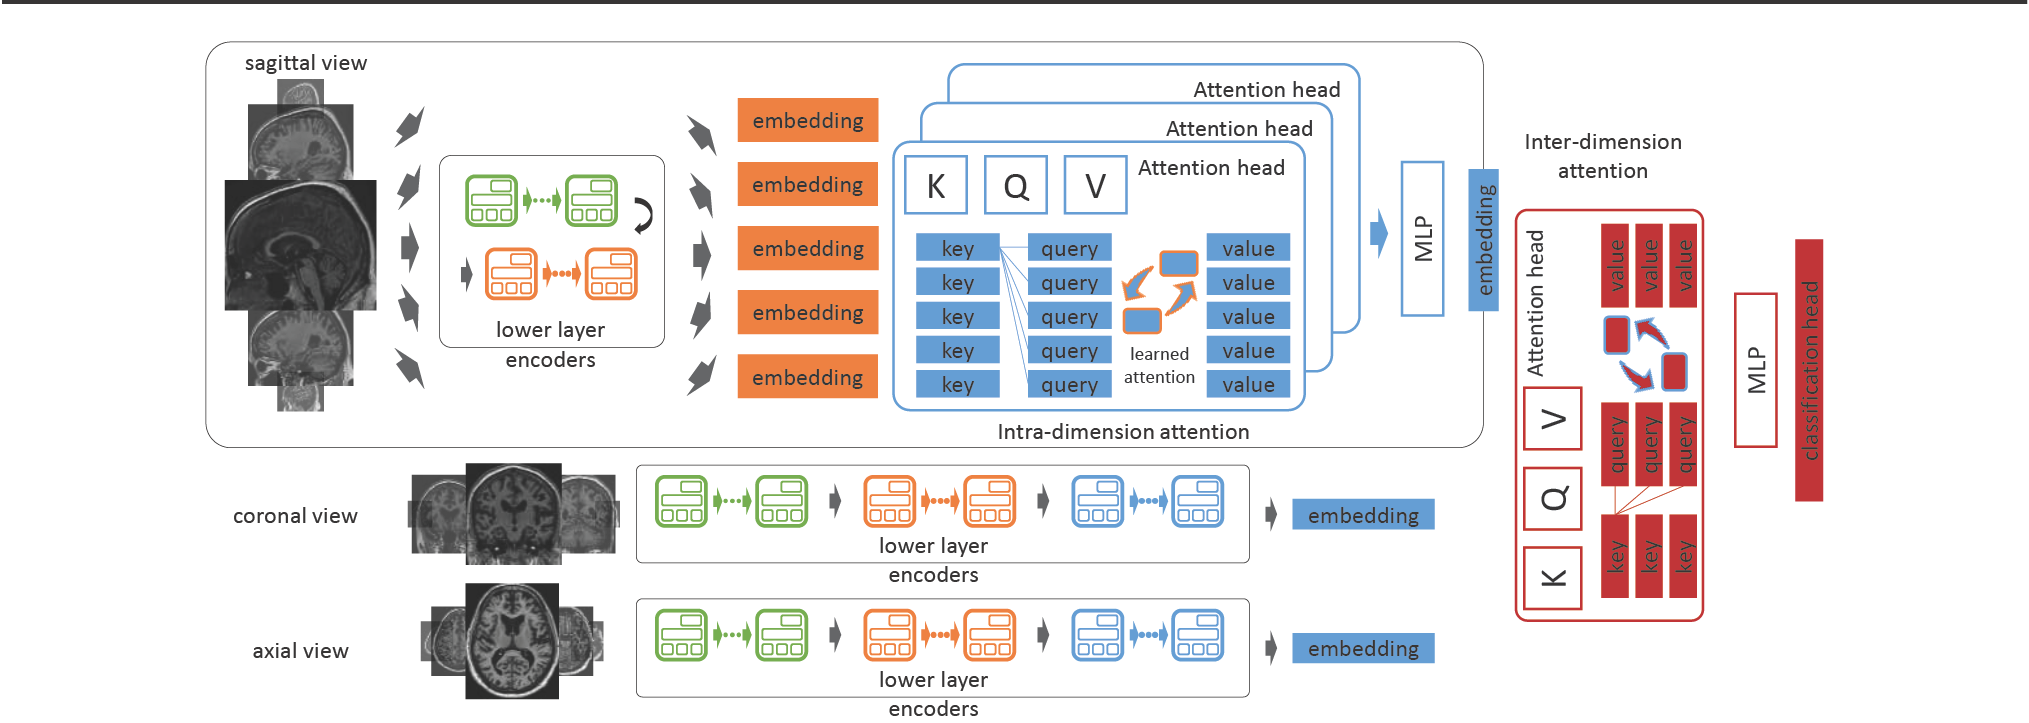 sagittal view
lower layer
encoders
embedding
embedding
embedding
embedding
embedding
Attention head
Attention head
Attention head
K Q V
key query value
key query value
key query value
key query value
key query value
learned
attention
Intra-dimension attention
MLP
embedding
coronal view
lower layer
encoders
embedding
axial view
lower layer
encoders
embedding
Inter-dimension
attention
Attention head
K Q V
key query value
key query value
key query value
MLP
classification head